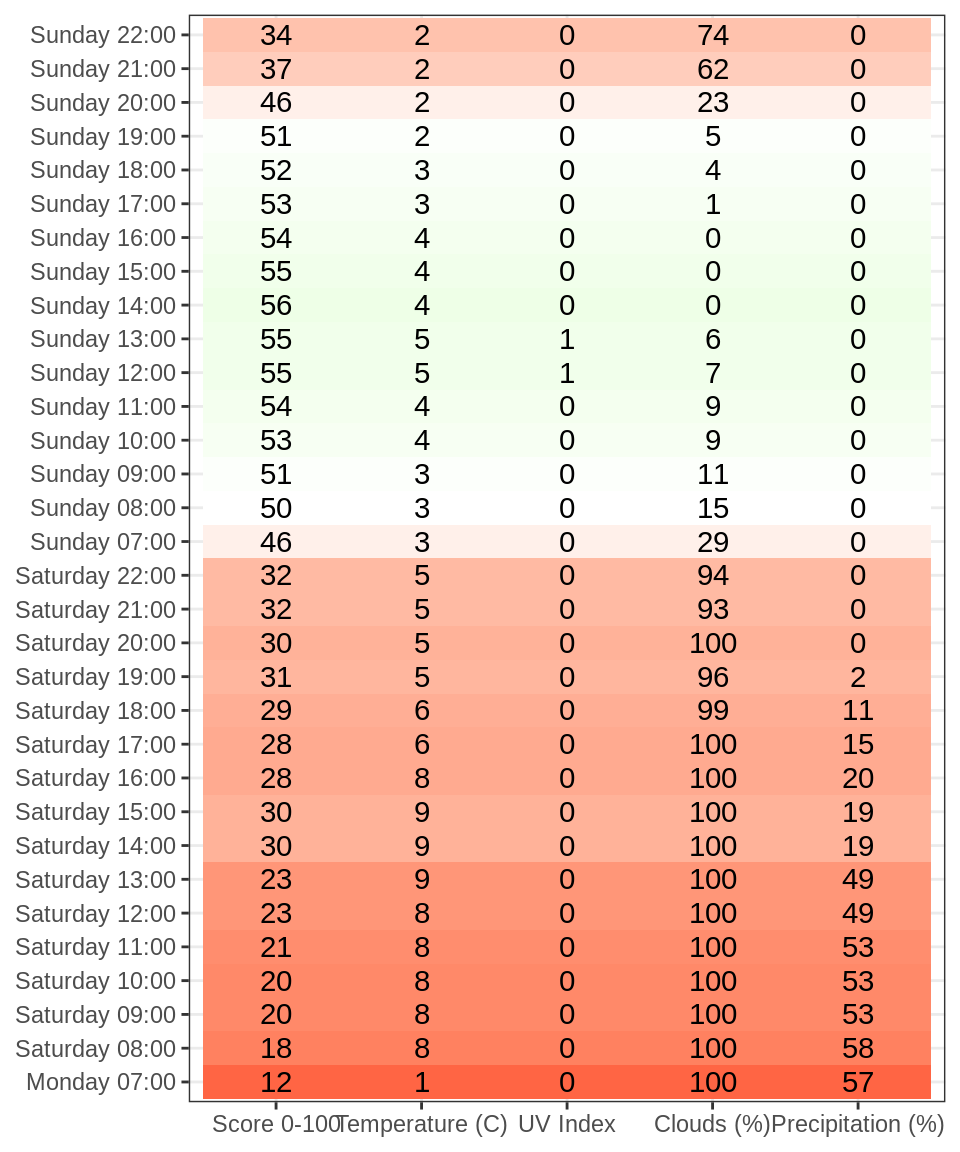 Sunday 22:00 34 2 0 74 0
Sunday 21:00 37 2 0 62 0
Sunday 20:00 46 2 0 23 0
Sunday 19:00 51 2 0 5 0
Sunday 18:00 52 3 0 4 0
Sunday 17:00 53 3 0 1 0
Sunday 16:00 54 4 0 0 0
Sunday 15:00 55 4 0 0 0
Sunday 14:00 56 4 0 0 0
Sunday 13:00 55 5 1 6 0
Sunday 12:00 55 5 1 7 0
Sunday 11:00 54 4 0 9 0
Sunday 10:00 53 4 0 9 0
Sunday 09:00 51 3 0 11 0
Sunday 08:00 50 3 0 15 0
Sunday 07:00 46 3 0 29 0
Saturday 22:00 32 5 0 94 0
Saturday 21:00 32 5 0 93 0
Saturday 20:00 30 5 0 100 0
Saturday 19:00 31 5 0 96 2
Saturday 18:00 29 6 0 99 11
Saturday 17:00 28 6 0 100 15
Saturday 16:00 28 8 0 100 20
Saturday 15:00 30 9 0 100 19
Saturday 14:00 30 9 0 100 19
Saturday 13:00 23 9 0 100 49
Saturday 12:00 23 8 0 100 49
Saturday 11:00 21 8 0 100 53
Saturday 10:00 20 8 0 100 53
Saturday 09:00 20 8 0 100 53
Saturday 08:00 18 8 0 100 58
Monday 07:00 12 1 0 100 57
Score 0-100 Temperature (C) UV Index Clouds (%) Precipitation (%)